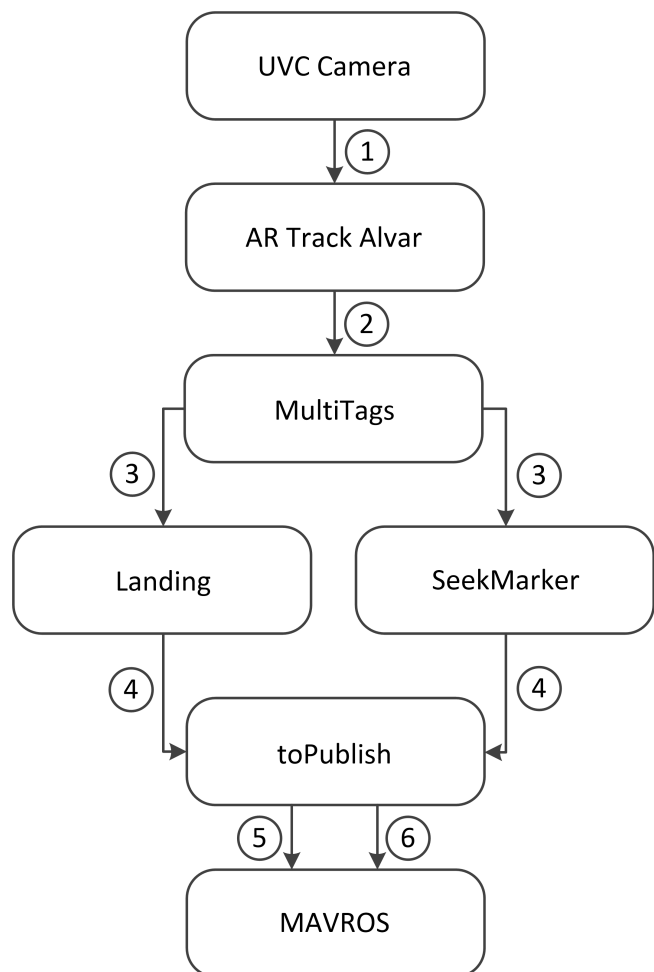 UVC Camera
1
AR Track Alvar
2
MultiTags
3
3
Landing
SeekMarker
4
4
toPublish
5
6
MAVROS